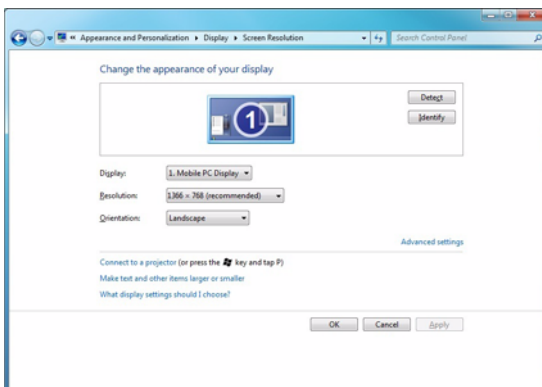 « Appearance and Personalization ▸ Display ▸ Screen Resolution
Search Control Panel
Change the appearance of your display
1
Detect
Identify
Display: 1. Mobile PC Display
Resolution: 1366 × 768 (recommended)
Orientation: Landscape
Advanced settings
Connect to a projector (or press the key and tap P)
Make text and other items larger or smaller
What display settings should I choose?
OK Cancel Apply